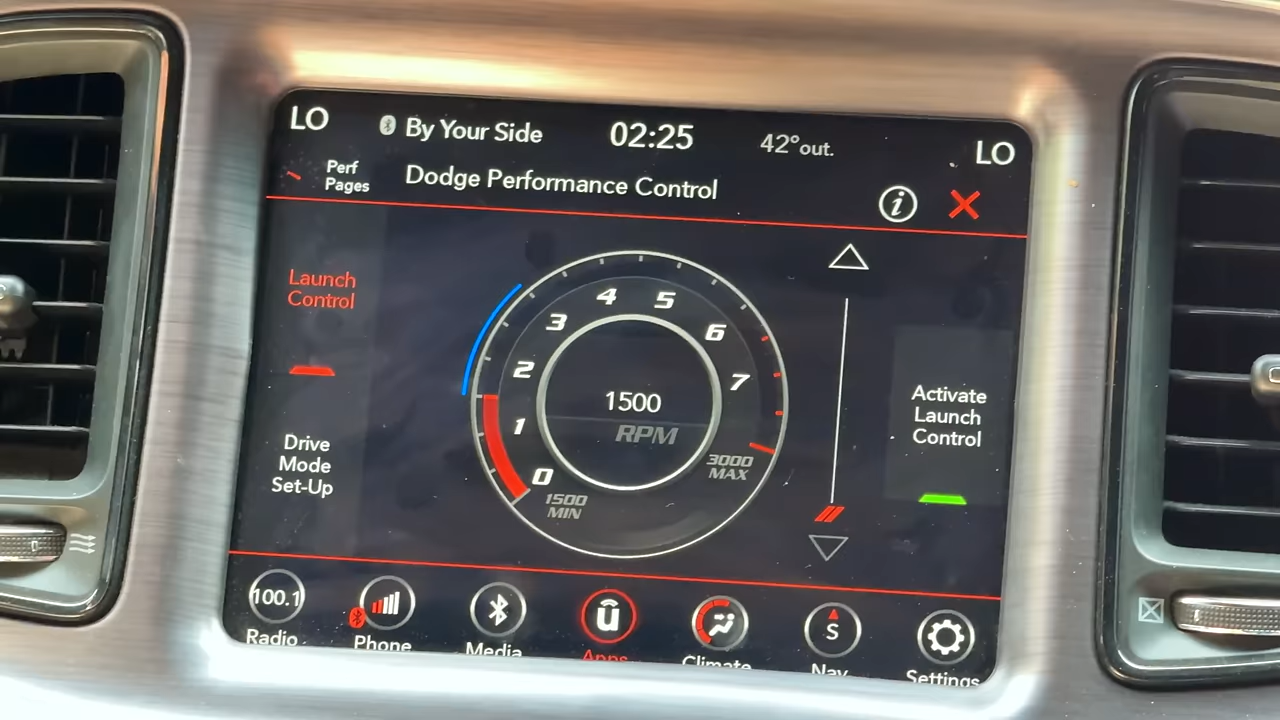 LO
By Your Side
02:25
42°out.
LO
Perf
Pages
Dodge Performance Control
i
Launch
Control
Drive
Mode
Set-Up
0
1
2
3
4
5
6
7
1500
RPM
1500
MIN
3000
MAX
Activate
Launch
Control
100.1
Radio
Phone
Media
û
Apps
Climate
S
Nav
Settings